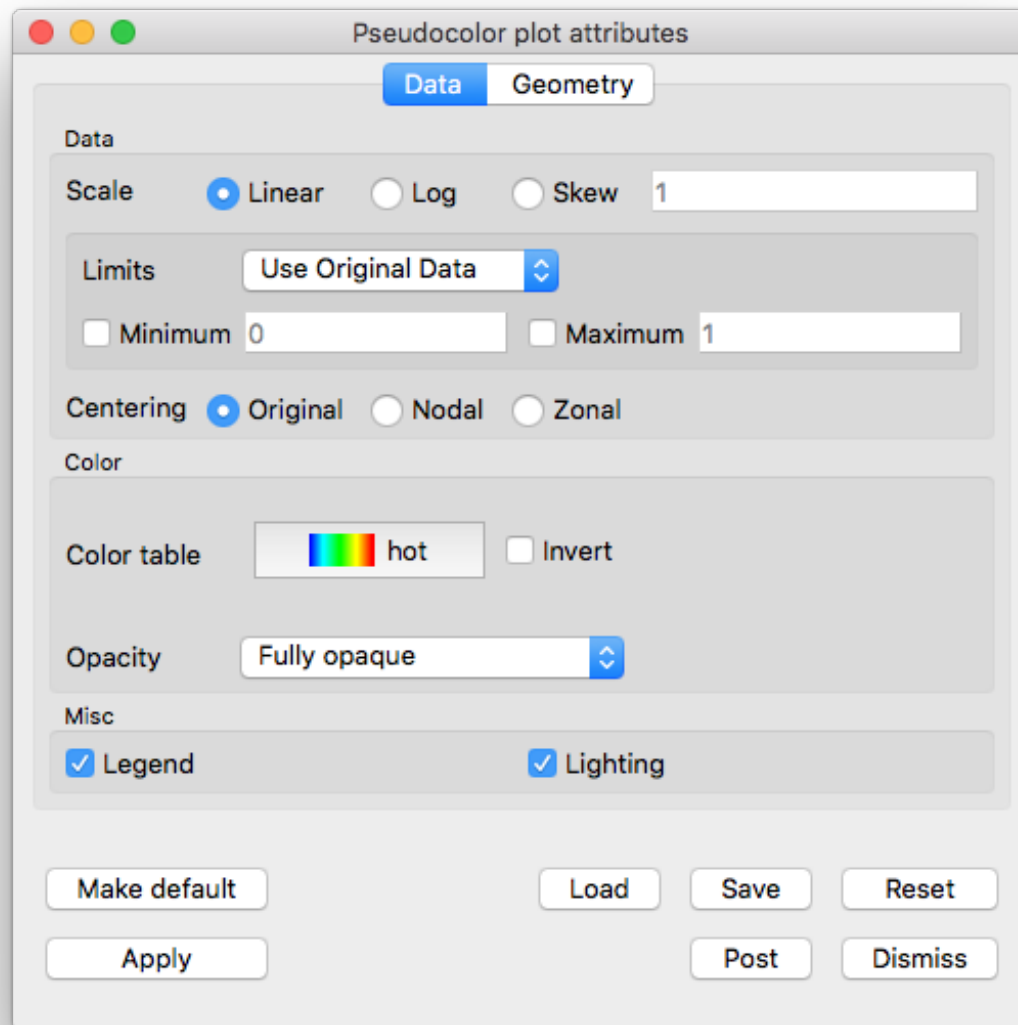 Pseudocolor plot attributes
Data Geometry
Data
Scale Linear Log Skew 1
Limits Use Original Data
Minimum 0 Maximum 1
Centering Original Nodal Zonal
Color
Color table hot Invert
Opacity Fully opaque
Misc
Legend Lighting
Make default Load Save Reset
Apply Post Dismiss